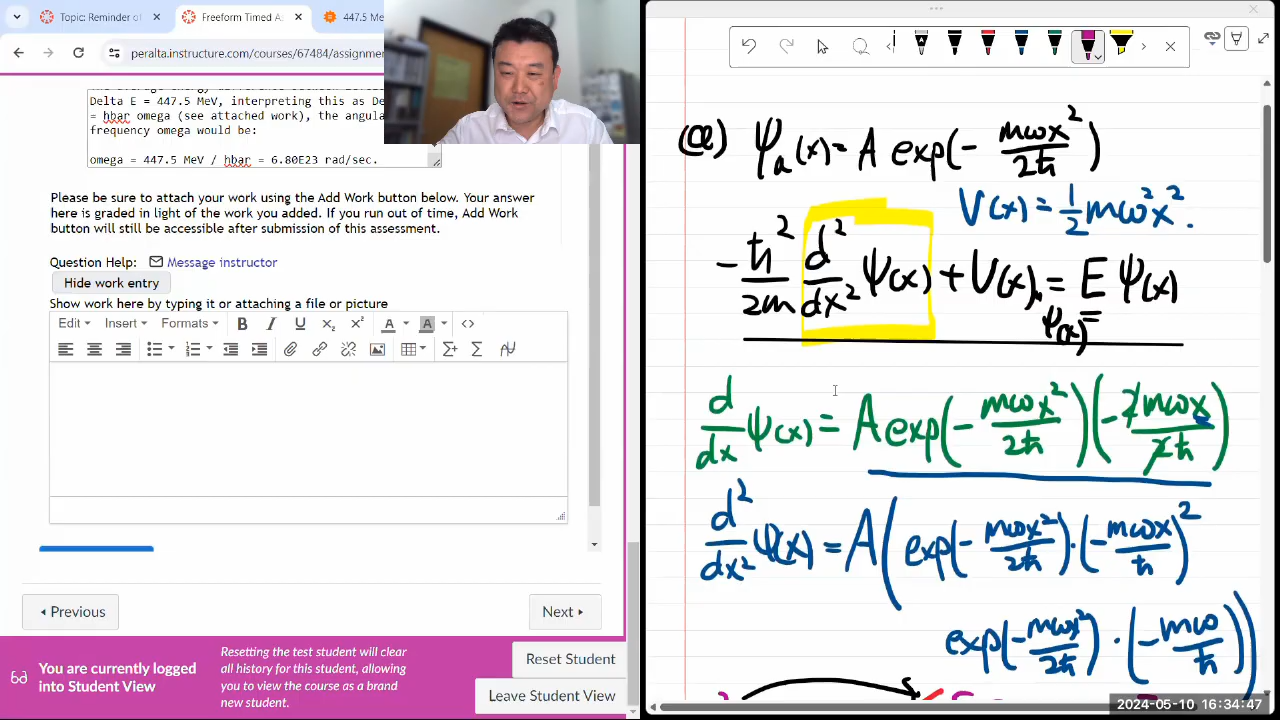 Topic: Reminder of
Freeform Timed As
447.5 Me
peralta.instructure.com/courses/674
assignme
Delta E = 447.5 MeV, interpreting this as De
= hbar omega (see attached work), the angu
frequency omega would be:
omega = 447.5 MeV / hbar = 6.80E23 rad/sec.
Please be sure to attach your work using the Add Work button below. Your answer
here is graded in light of the work you added. If you run out of time, Add Work
button will still be accessible after submission of this assessment.
Question Help: Message instructor
Hide word entry
Show work here by typing it or attaching a file or picture
Edit Insert Formats B I U x₂ x² A A <>
Previous
Next
You are currently logged
into Student View
Resetting the test student will clear
all history for this student, allowing
you to view the course as a brand
new student.
Reset Student
Leave Student View
(a) ψₐ(x) = A exp(- mωx²/2ħ)
V(x) = 1/2 mω²x².
- ħ²/2m d²/dx² ψ(x) + V(x) = E ψ(x)
ψ(x)
d/dx ψ(x) = A exp(- mωx²/2ħ)(- 2mωx/2ħ)
d²/dx² ψ(x) = A(exp(- mωx²/2ħ)·(- mωx/ħ)²
exp(- mωx²/2ħ) · (- mω/ħ))
2024-05-10 16:34:47